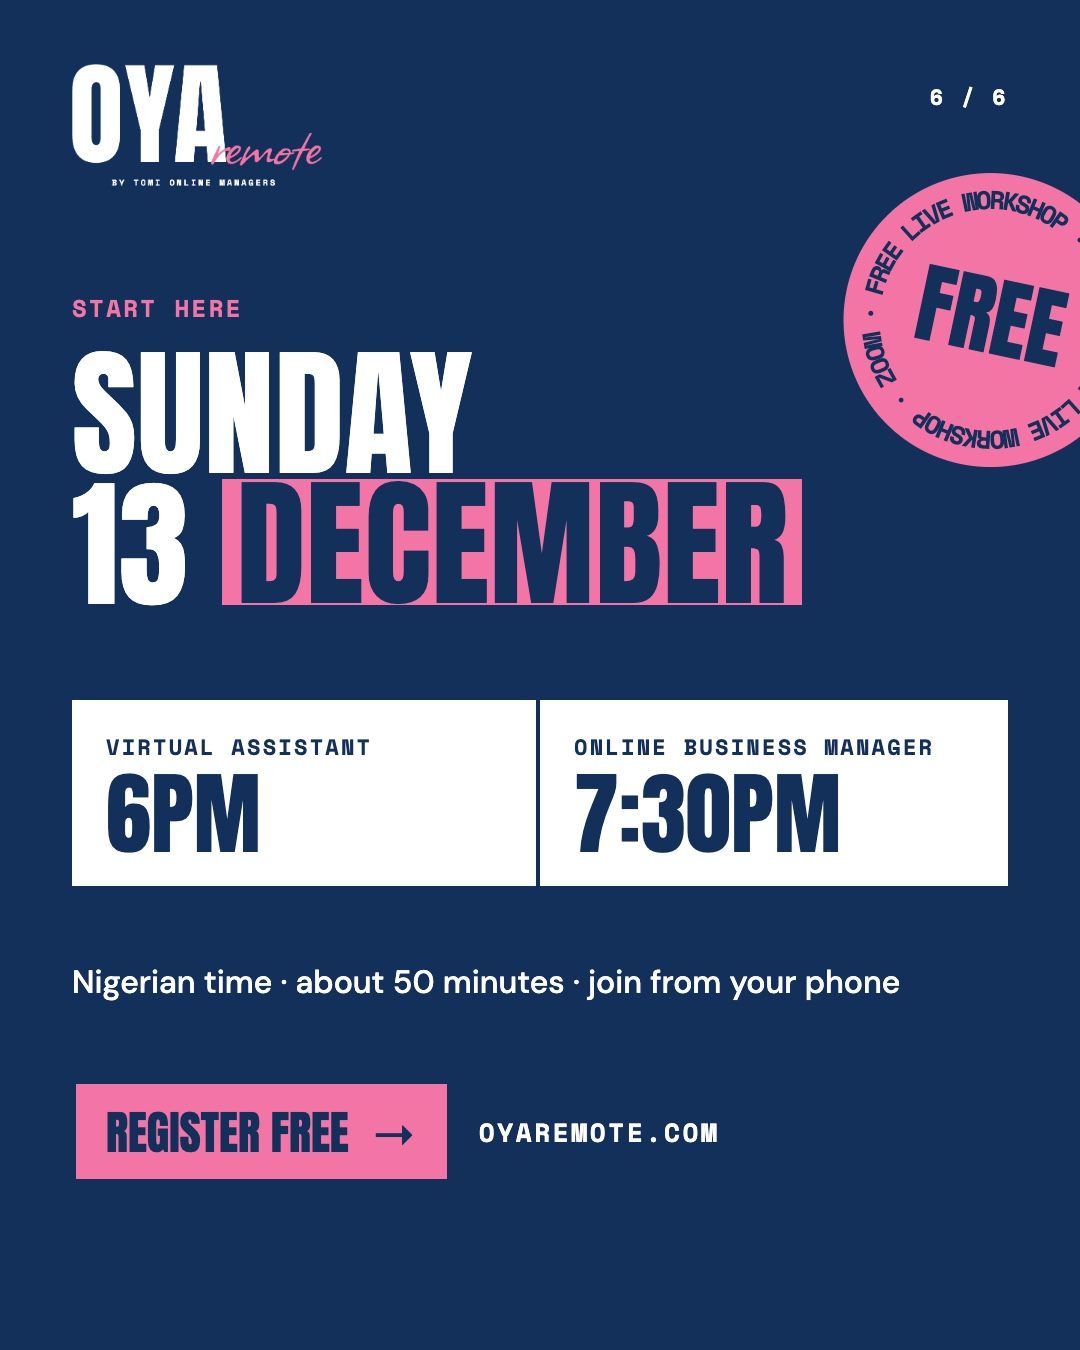 OYA
remote
BY TOMI ONLINE MANAGERS
6 / 6
FREE LIVE WORKSHOP ·
FREE
LIVE WORKSHOP · ZOOM ·
START HERE
SUNDAY
13 DECEMBER
VIRTUAL ASSISTANT
6PM
ONLINE BUSINESS MANAGER
7:30PM
Nigerian time · about 50 minutes · join from your phone
REGISTER FREE →
OYAREMOTE.COM